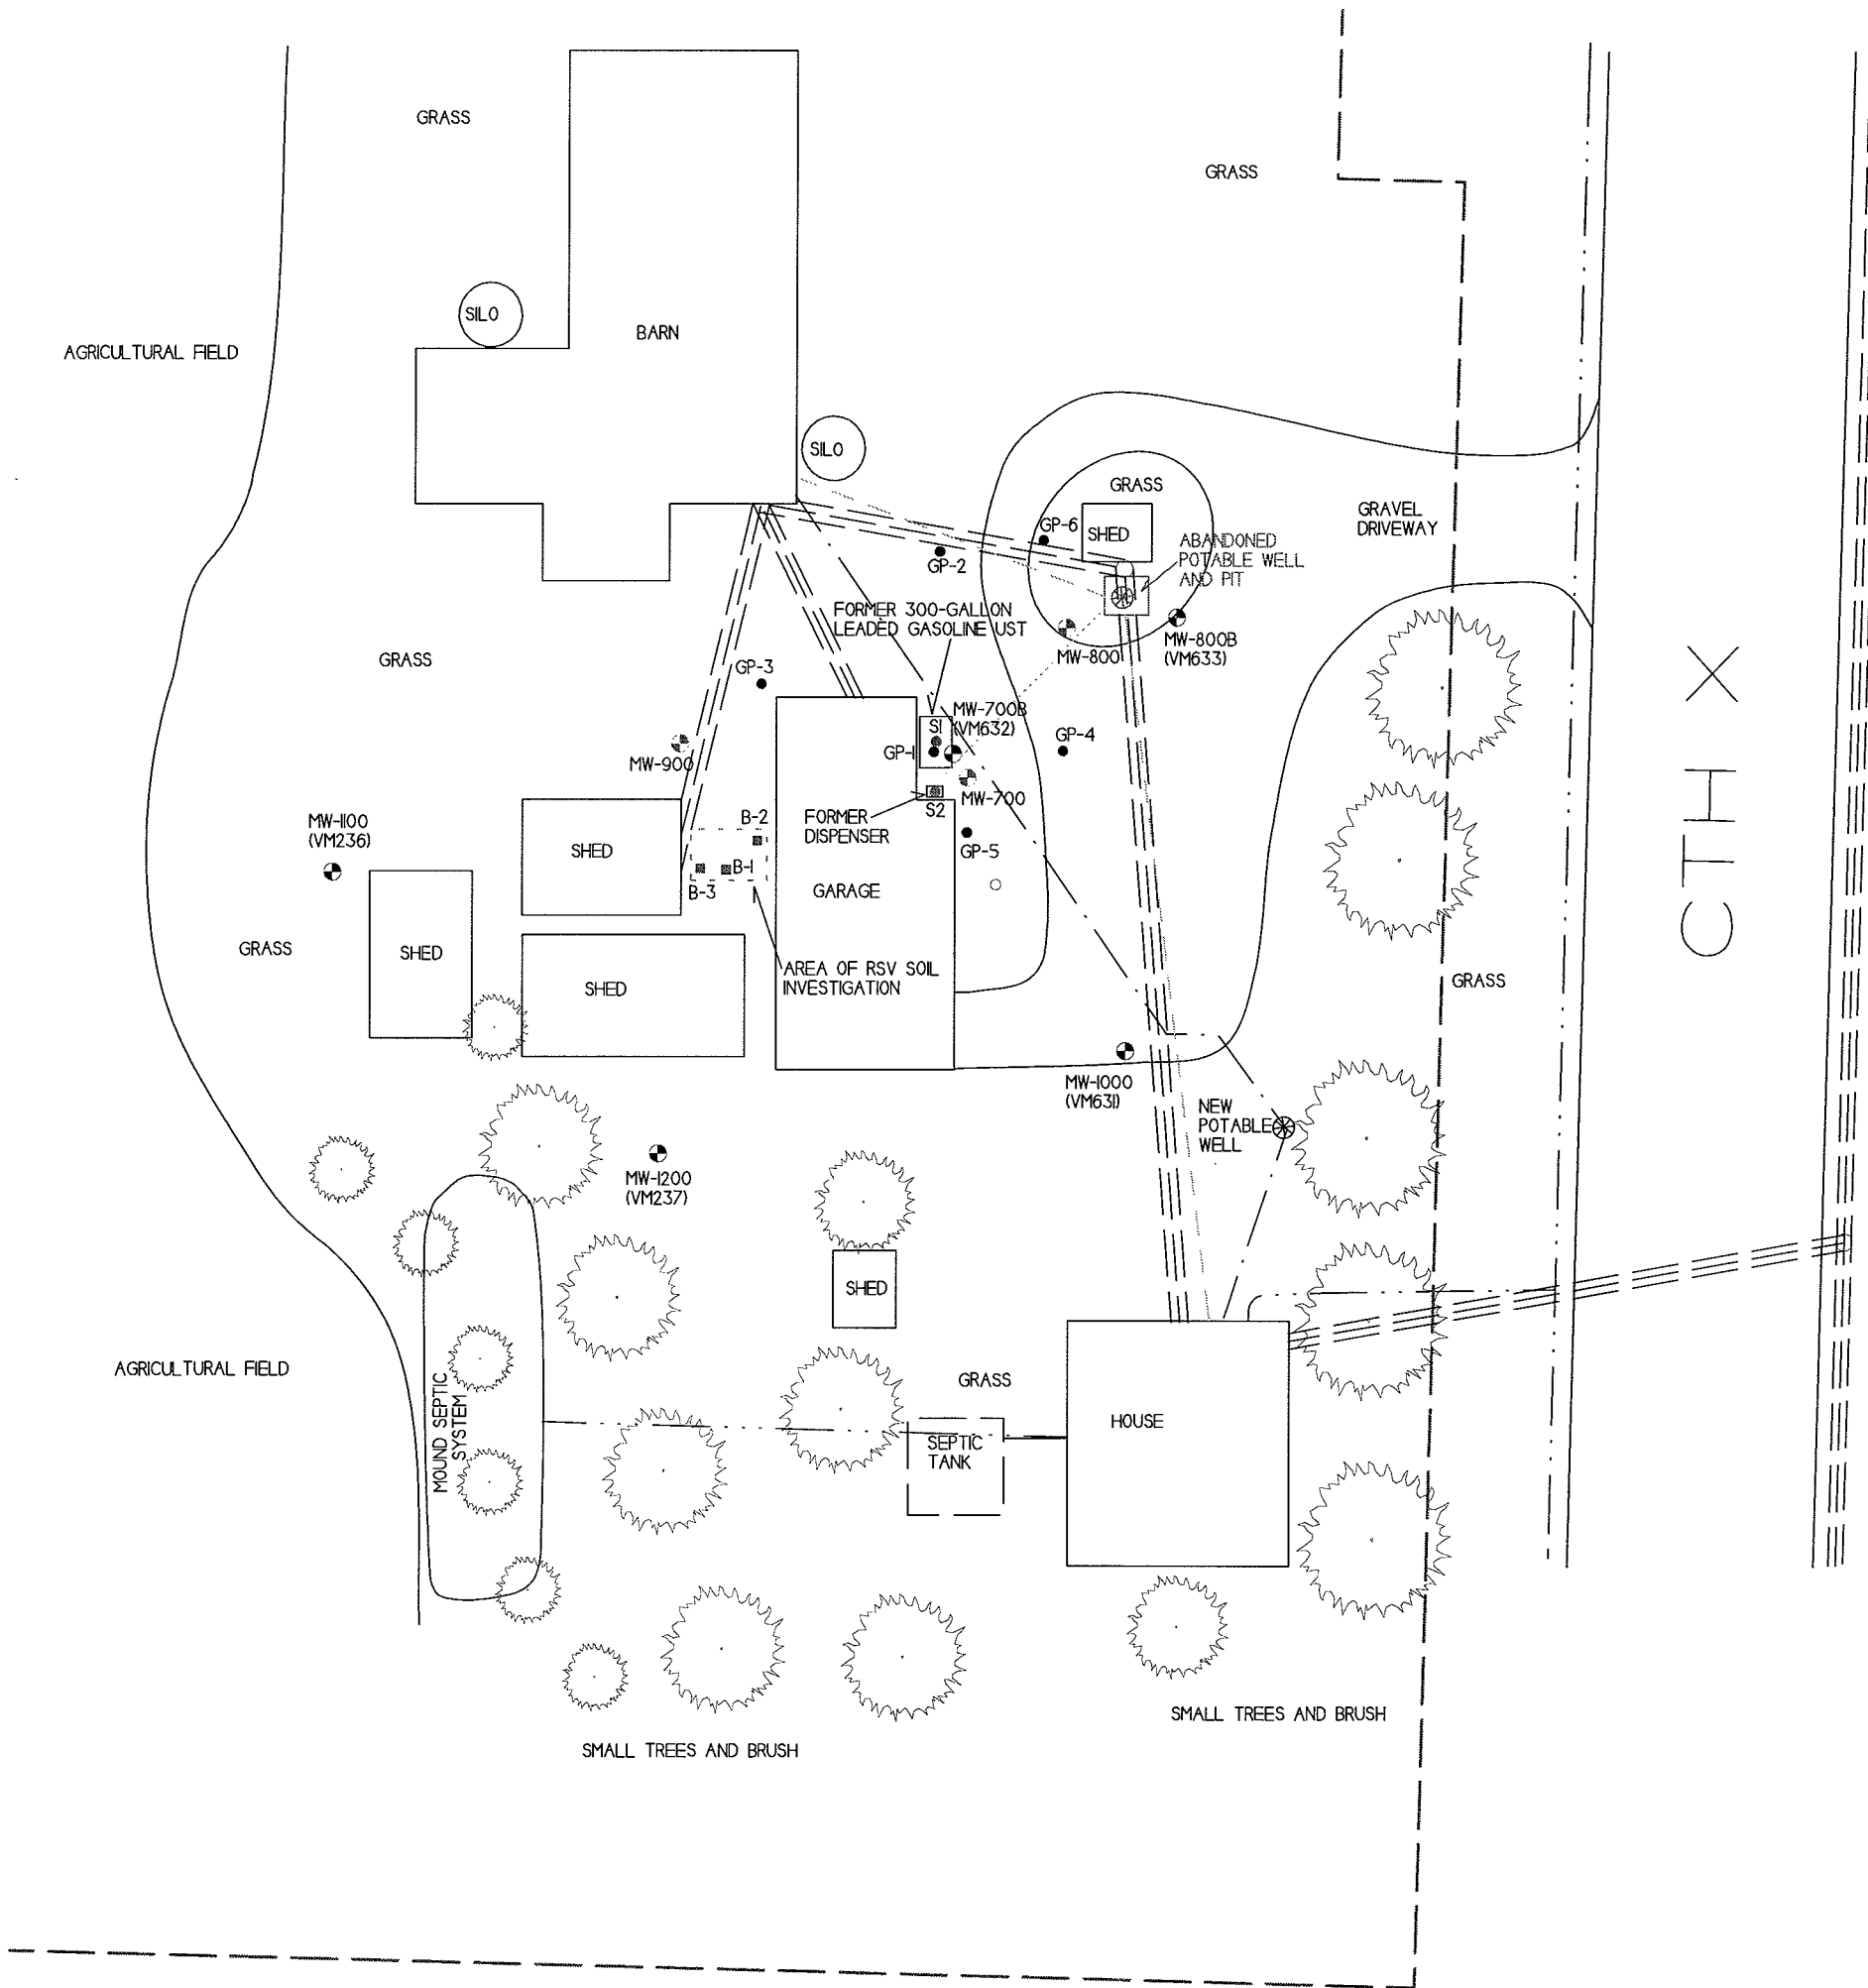 GRASS
GRASS
SILO
BARN
AGRICULTURAL FIELD
SILO
GRASS
GRAVEL
DRIVEWAY
GP-6
SHED
ABANDONED
POTABLE WELL
AND PIT
GP-2
FORMER 300-GALLON
LEADED GASOLINE UST
MW-800B
(VM633)
MW-800
GRASS
GP-3
CTH X
MW-700B
(VM632)
S1
GP-1
GP-4
MW-900
MW-700
S2
FORMER
DISPENSER
B-2
MW-1100
(VM236)
SHED
GP-5
B-1
B-3
GARAGE
GRASS
SHED
SHED
AREA OF RSV SOIL
INVESTIGATION
GRASS
MW-1000
(VM631)
NEW
POTABLE
WELL
MW-1200
(VM237)
SHED
AGRICULTURAL FIELD
GRASS
MOUND SEPTIC
SYSTEM
HOUSE
SEPTIC
TANK
SMALL TREES AND BRUSH
SMALL TREES AND BRUSH